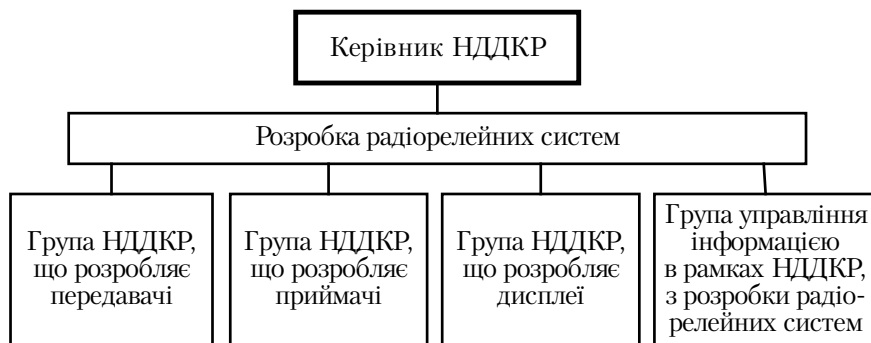 Керівник НДДКР
Розробка радіорелейних систем
Група НДДКР,
що розробляє
передавачі
Група НДДКР,
що розробляє
приймачі
Група НДДКР,
що розробляє
дисплеї
Група управління
інформацією
в рамках НДДКР,
з розробки радіо-
релейних систем